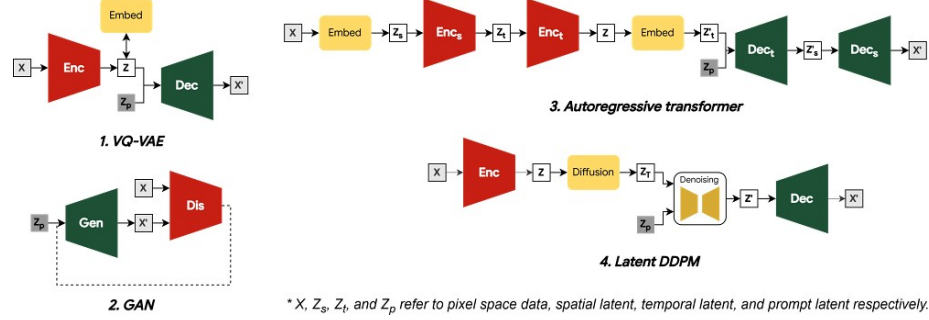 Embed
X
Enc
Z
Zp
Dec
X'
1. VQ-VAE
Zp
Gen
X
X'
Dis
2. GAN
X
Embed
Zs
Encs
Zt
Enct
Z
Embed
Z't
Zp
Dect
Z's
Decs
X'
3. Autoregressive transformer
X
Enc
Z
Diffusion
ZT
Zp
Denoising
Z'
Dec
X'
4. Latent DDPM
* X, Zs, Zt, and Zp refer to pixel space data, spatial latent, temporal latent, and prompt latent respectively.